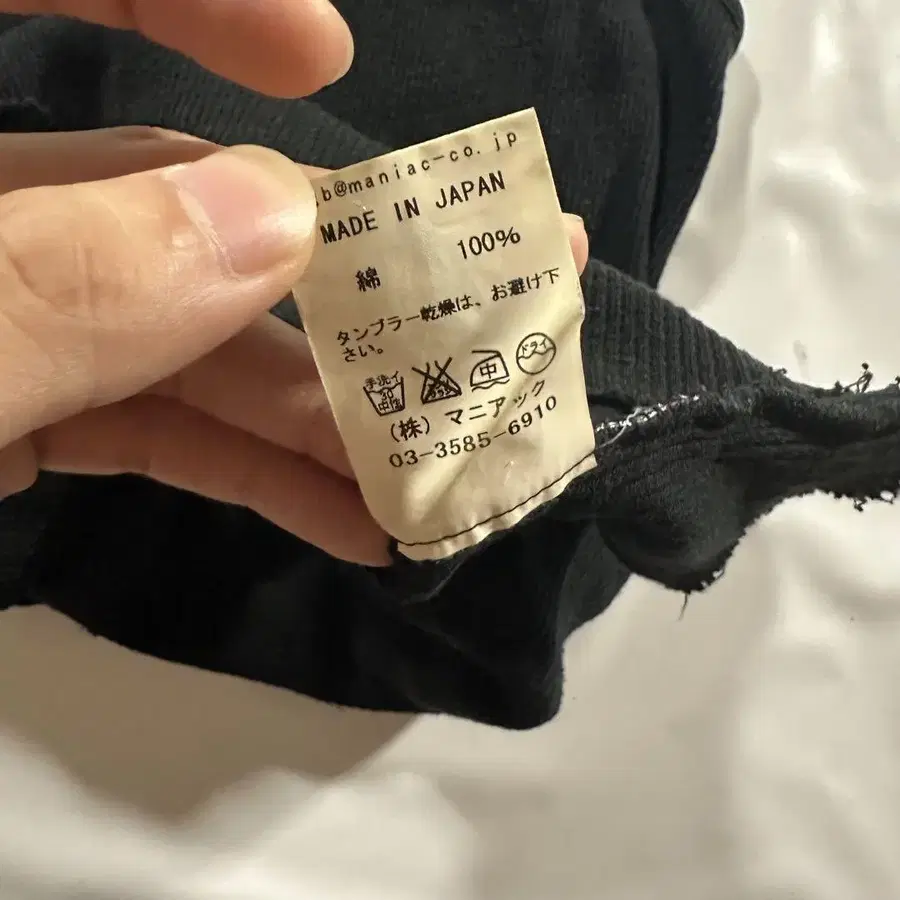 b@maniac-co.jp
MADE IN JAPAN
綿 100%
タンブラー乾燥は、お避け下
さい。
手洗イ 30 中性 中 ドライ
(株) マニアック
03-3585-6910